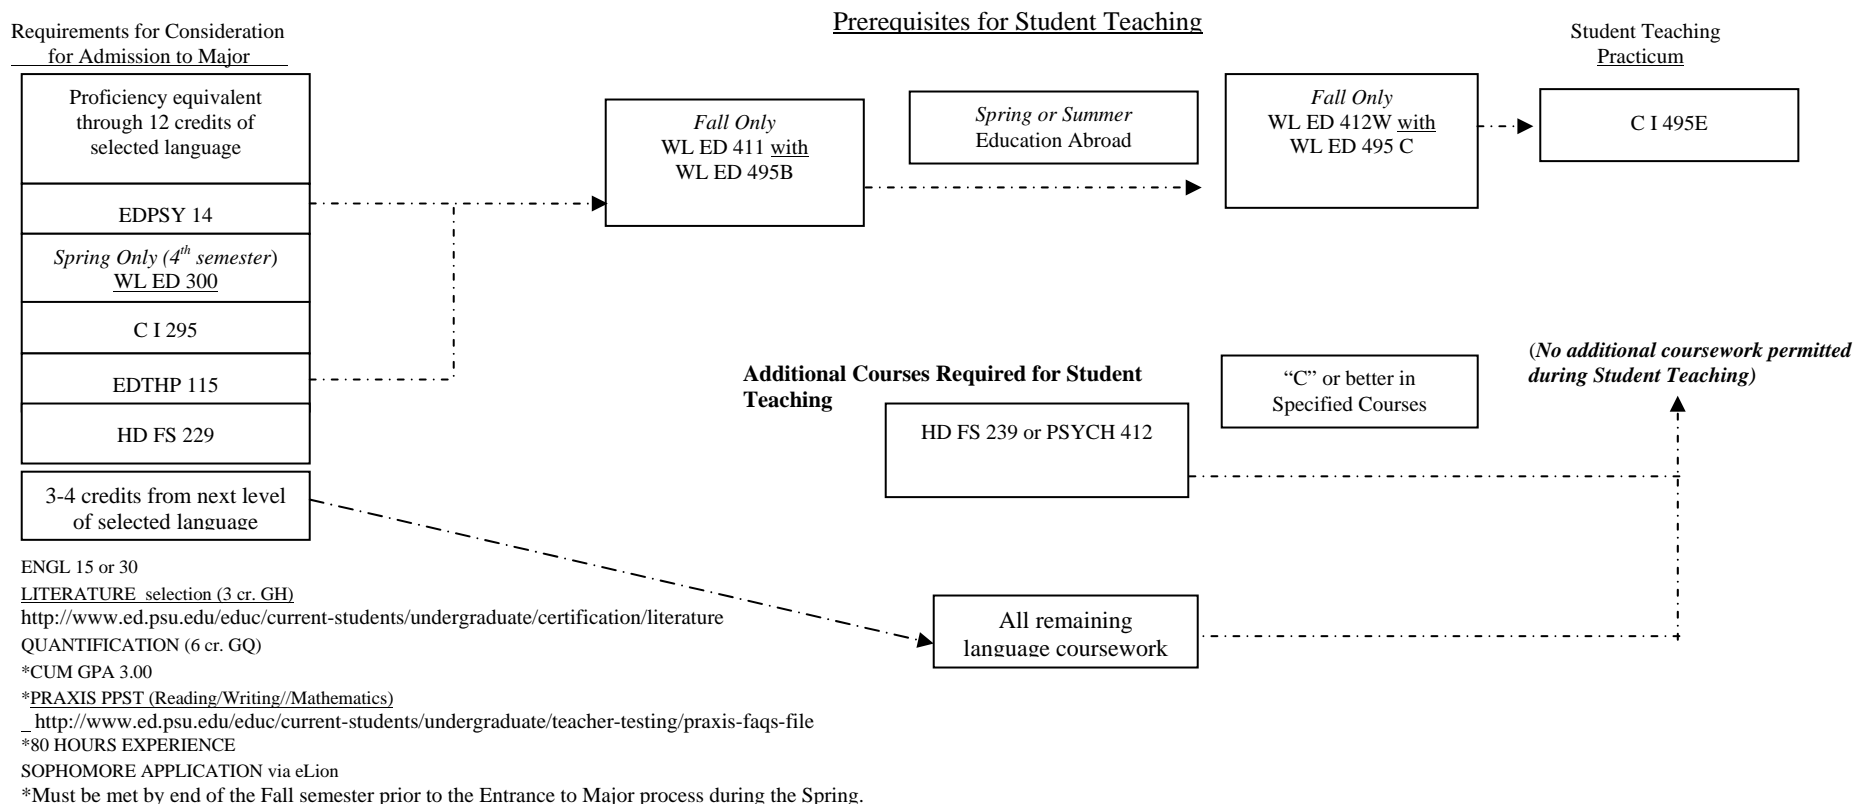 Prerequisites for Student Teaching
Requirements for Consideration
for Admission to Major
Proficiency equivalent
through 12 credits of
selected language
EDPSY 14
Spring Only (4th semester)
WL ED 300
C I 295
EDTHP 115
HD FS 229
3-4 credits from next level
of selected language
Fall Only
WL ED 411 with
WL ED 495B
Spring or Summer
Education Abroad
Fall Only
WL ED 412W with
WL ED 495 C
Student Teaching
Practicum
C I 495E
Additional Courses Required for Student
Teaching
HD FS 239 or PSYCH 412
"C" or better in
Specified Courses
(No additional coursework permitted
during Student Teaching)
All remaining
language coursework
ENGL 15 or 30
LITERATURE selection (3 cr. GH)
http://www.ed.psu.edu/educ/current-students/undergraduate/certification/literature
QUANTIFICATION (6 cr. GQ)
*CUM GPA 3.00
*PRAXIS PPST (Reading/Writing//Mathematics)
_ http://www.ed.psu.edu/educ/current-students/undergraduate/teacher-testing/praxis-faqs-file
*80 HOURS EXPERIENCE
SOPHOMORE APPLICATION via eLion
*Must be met by end of the Fall semester prior to the Entrance to Major process during the Spring.